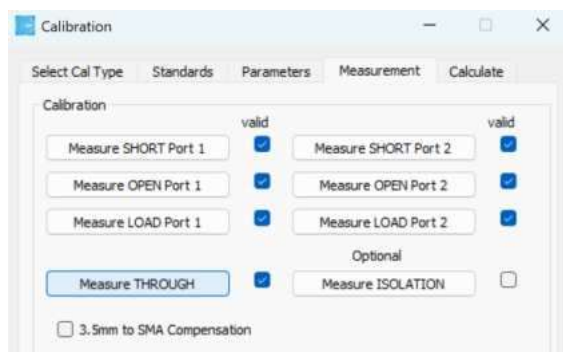 Calibration
Select Cal Type Standards Parameters Measurement Calculate
Calibration
valid valid
Measure SHORT Port 1 Measure SHORT Port 2
Measure OPEN Port 1 Measure OPEN Port 2
Measure LOAD Port 1 Measure LOAD Port 2
Optional
Measure THROUGH Measure ISOLATION
3.5mm to SMA Compensation